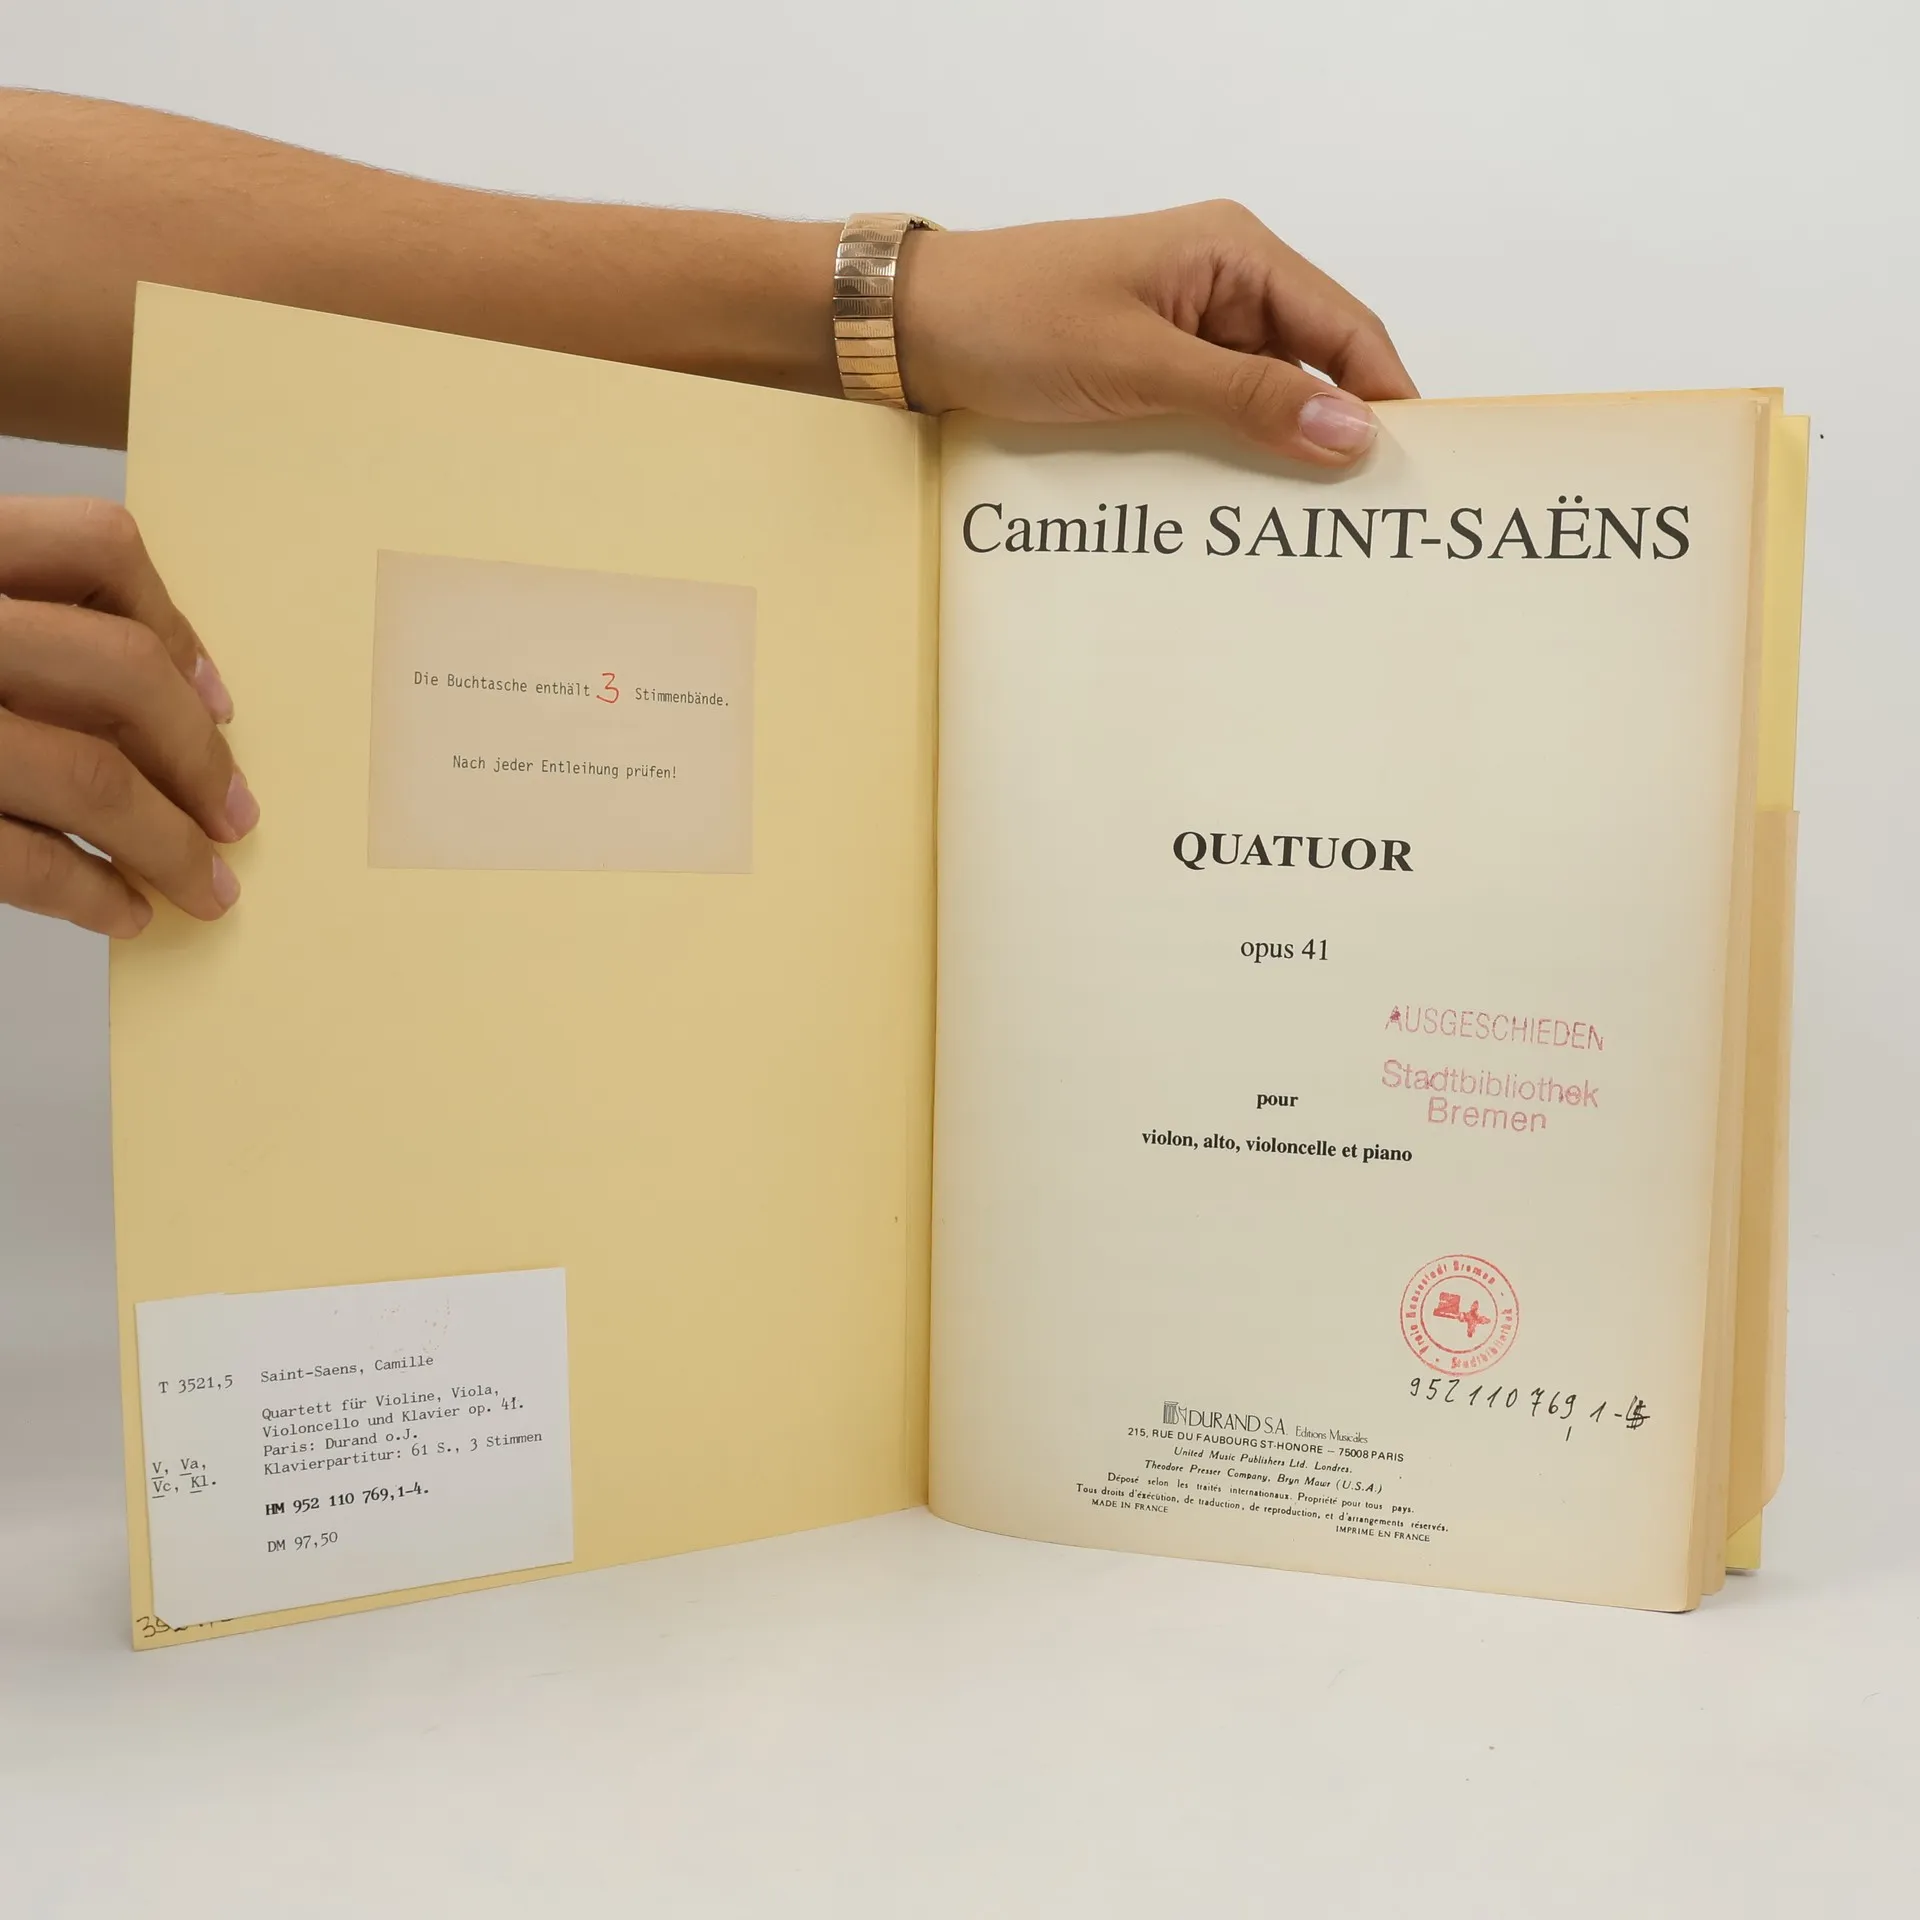 Die Buchtasche enthält 3 Stimmenbände.
Nach jeder Entleihung prüfen!
T 3521,5 Saint-Saens, Camille
Quartett für Violine, Viola,
Violoncello und Klavier op. 41.
Paris: Durand o.J.
Klavierpartitur: 61 S., 3 Stimmen
V, Va,
Vc, Kl.
HM 952 110 769,1-4.
DM 97,50
Camille SAINT-SAËNS
QUATUOR
opus 41
AUSGESCHIEDEN
Stadtbibliothek
Bremen
pour
violon, alto, violoncelle et piano
Freie Hansestadt Bremen - Stadtbibliothek
952 110 769 1-
DURAND S.A. Editions Musicales
215, RUE DU FAUBOURG ST-HONORE – 75008 PARIS
United Music Publishers Ltd. Londres.
Theodore Presser Company, Bryn Mawr (U.S.A.)
Déposé selon les traités internationaux. Propriété pour tous pays.
Tous droits d'éxécution, de traduction, de reproduction, et d'arrangements réservés.
MADE IN FRANCE
IMPRIME EN FRANCE